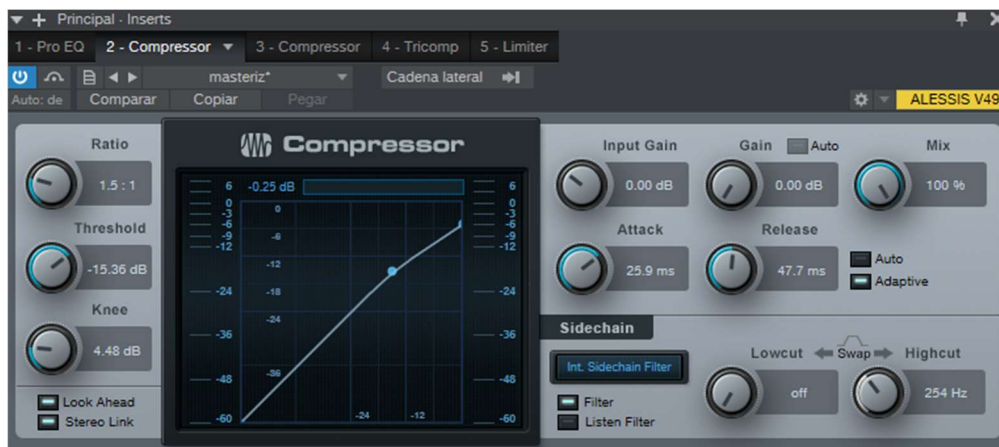 Principal - Inserts
1 - Pro EQ 2 - Compressor 3 - Compressor 4 - Tricomp 5 - Limiter
masteriz* Cadena lateral
Auto: de Comparar Copiar Pegar ALESSIS V49
Compressor
Ratio
1.5 : 1
Threshold
-15.36 dB
Knee
4.48 dB
Look Ahead
Stereo Link
6 -0.25 dB 6
0 0 0
-3 -3
-6 -6 -6
-9 -9
-12 -12 -12
-24 -18 -24
-24
-36 -36 -36
-48 -48
-60 -24 -12 -60
Input Gain Gain Auto Mix
0.00 dB 0.00 dB 100 %
Attack Release
25.9 ms 47.7 ms Auto
Adaptive
Sidechain
Int. Sidechain Filter
Filter
Listen Filter
Lowcut Swap Highcut
off 254 Hz